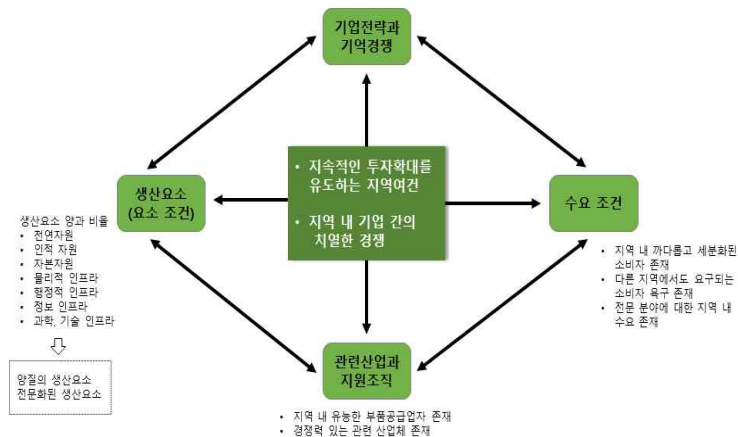 기업전략과
기억경쟁
• 지속적인 투자확대를
유도하는 지역여건
• 지역 내 기업 간의
치열한 경쟁
생산요소
(요소 조건)
수요 조건
생산요소 양과 비율
• 전연자원
• 인적 자원
• 자본자원
• 물리적 인프라
• 행정적 인프라
• 정보 인프라
• 과학, 기술 인프라
양질의 생산요소
전문화된 생산요소
• 지역 내 까다롭고 세분화된
소비자 존재
• 다른 지역에서도 요구되는
소비자 욕구 존재
• 전문 분야에 대한 지역 내
수요 존재
관련산업과
지원조직
• 지역 내 유능한 부품공급업자 존재
• 경쟁력 있는 관련 산업체 존재